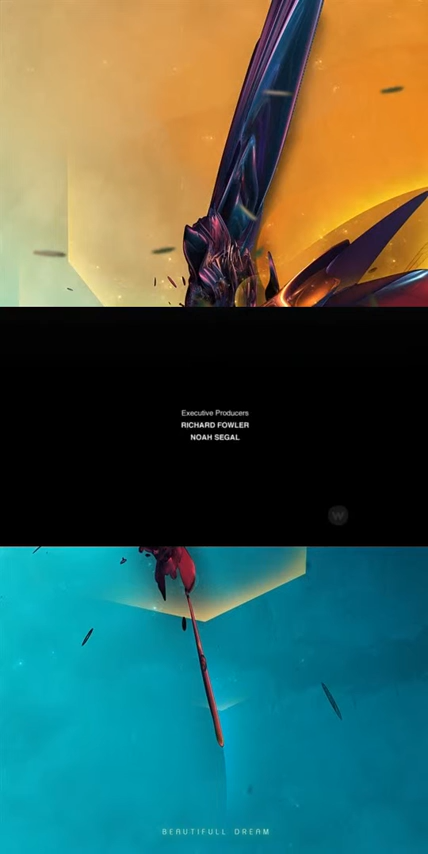 Executive Producers
RICHARD FOWLER
NOAH SEGAL
W
BEAUTIFULL DREAM